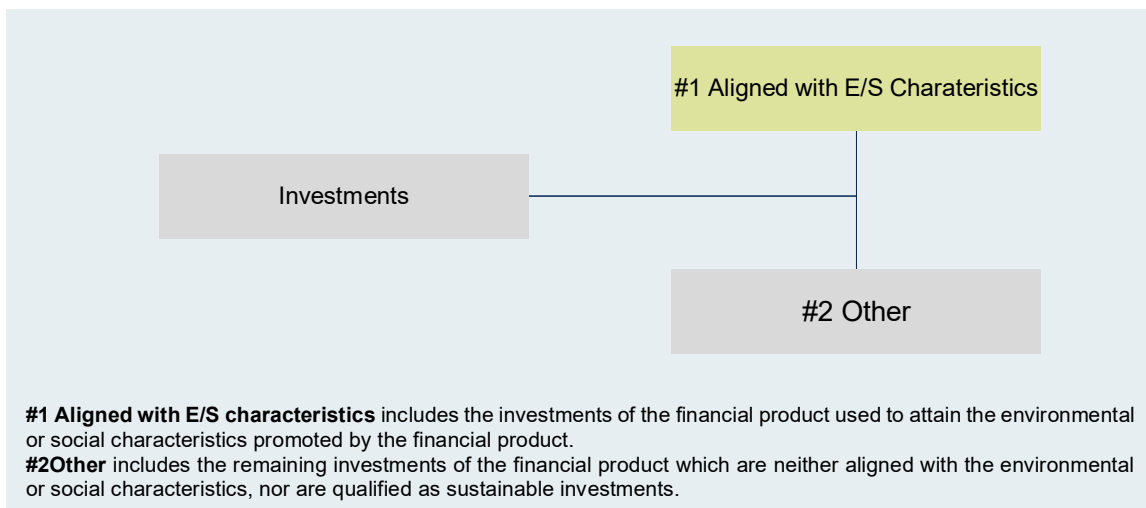 #1 Aligned with E/S Charateristics
Investments
#2 Other
#1 Aligned with E/S characteristics includes the investments of the financial product used to attain the environmental
or social characteristics promoted by the financial product.
#2Other includes the remaining investments of the financial product which are neither aligned with the environmental
or social characteristics, nor are qualified as sustainable investments.